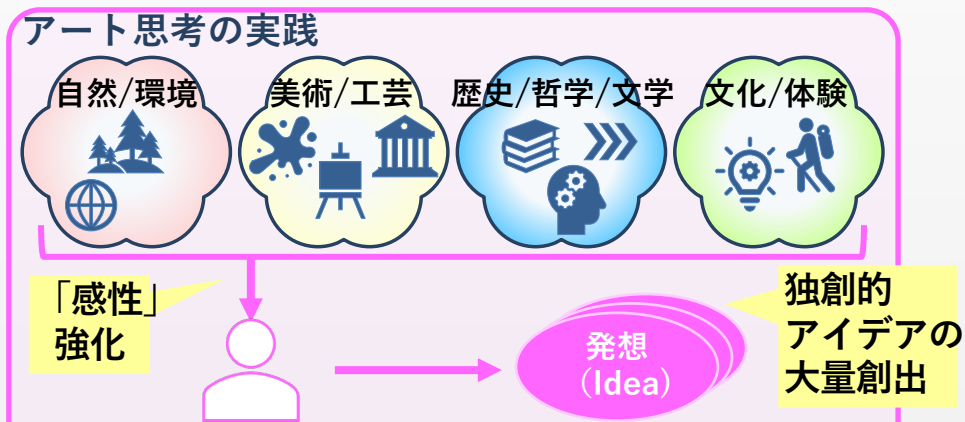 アート思考の実践
自然/環境
美術/工芸
歴史/哲学/文学
文化/体験
「感性」
強化
発想
（Idea）
独創的
アイデアの
大量創出